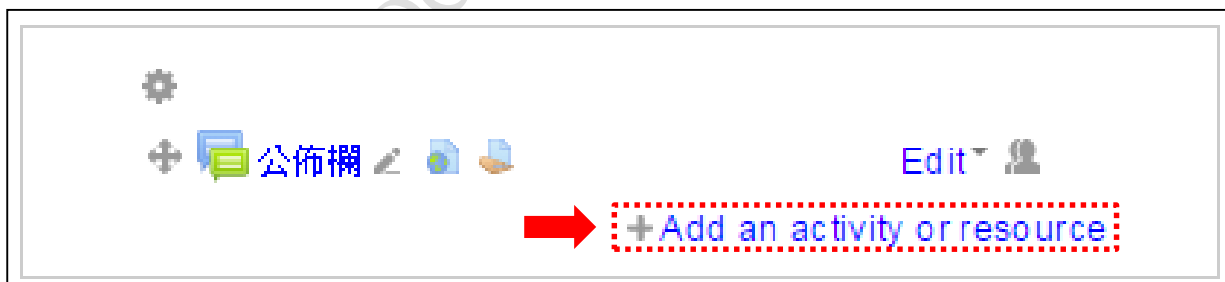 公佈欄 Edit
Add an activity or resource